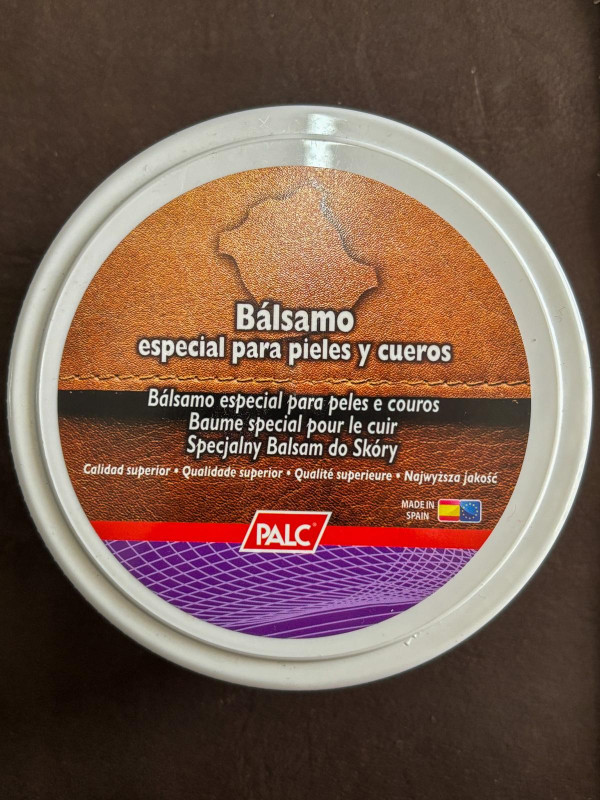 Bálsamo
especial para pieles y cueros
Bálsamo especial para peles e couros
Baume special pour le cuir
Specjalny Balsam do Skóry
Calidad superior • Qualidade superior • Qualité superieure • Najwyższa jakość
MADE IN
SPAIN
PALC®